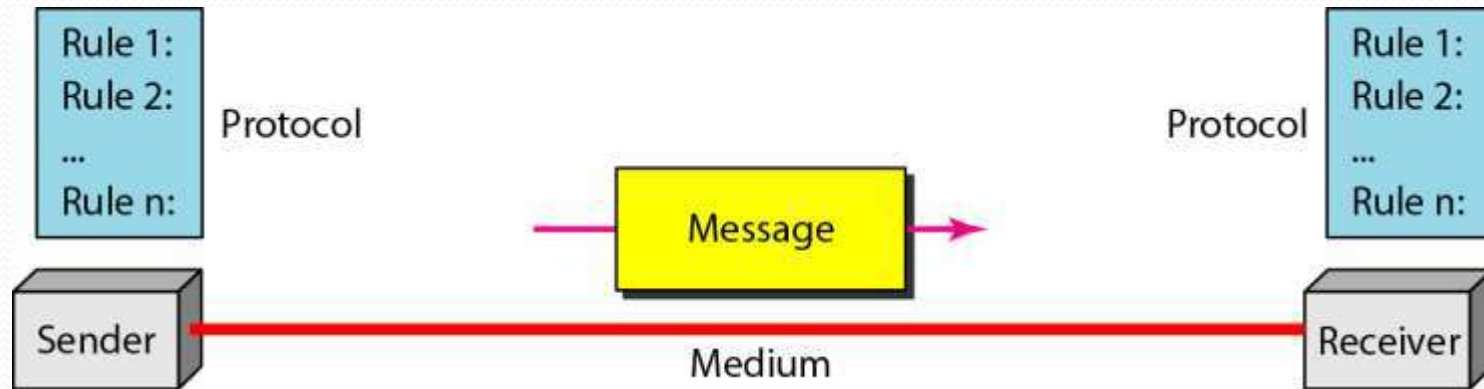 Rule 1:
Rule 2:
...
Rule n:
Protocol
Message
Protocol
Rule 1:
Rule 2:
...
Rule n:
Sender
Medium
Receiver